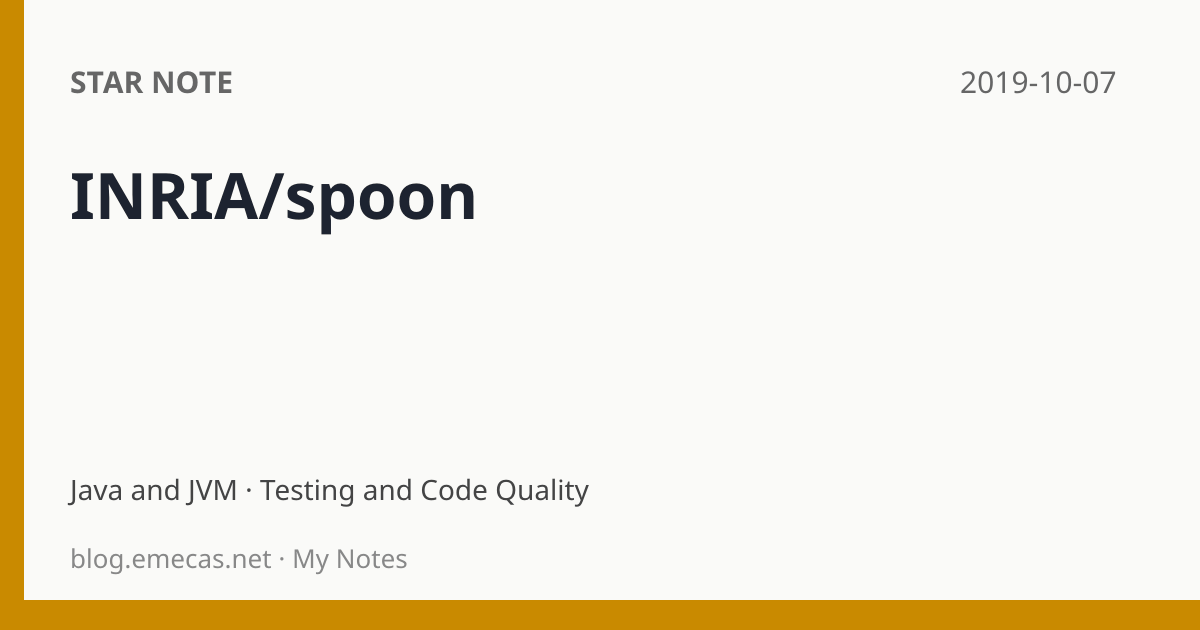 STAR NOTE
2019-10-07
INRIA/spoon
Java and JVM · Testing and Code Quality
blog.emecas.net · My Notes